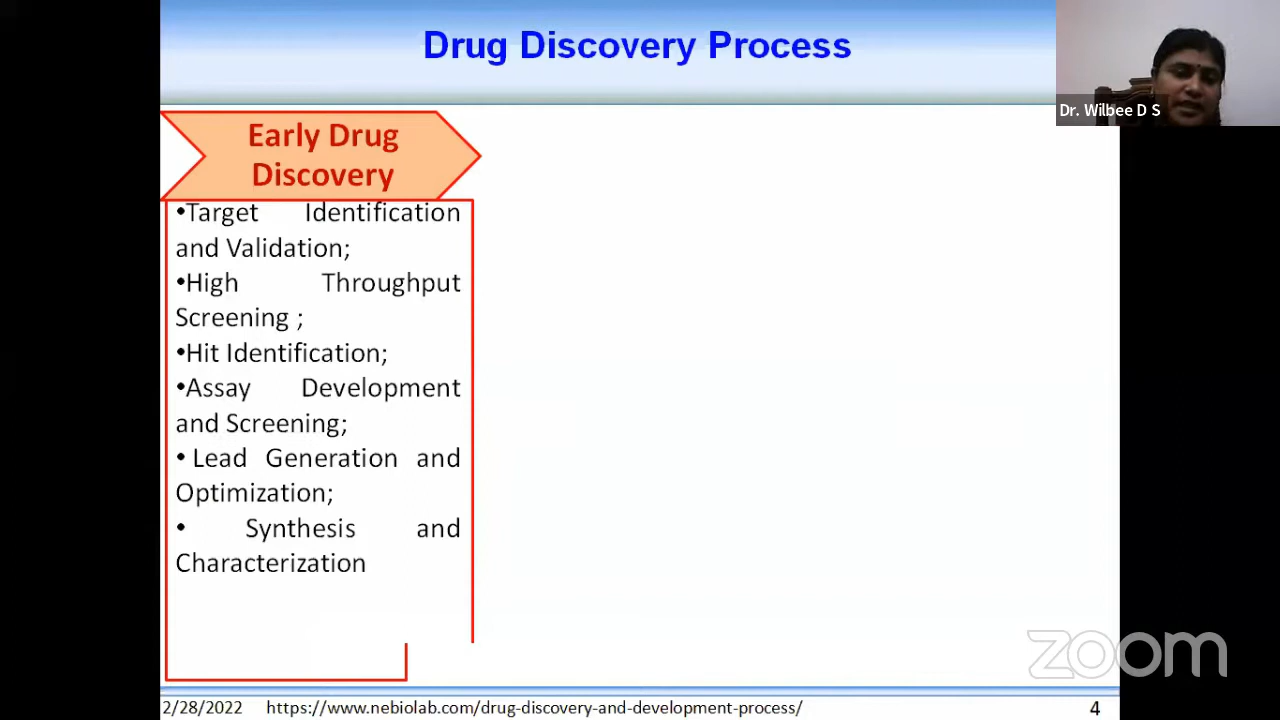 Drug Discovery Process
Dr. Wilbee D S
Early Drug
Discovery
•Target Identification
and Validation;
•High Throughput
Screening ;
•Hit Identification;
•Assay Development
and Screening;
• Lead Generation and
Optimization;
• Synthesis and
Characterization
zoom
2/28/2022 https://www.nebiolab.com/drug-discovery-and-development-process/ 4